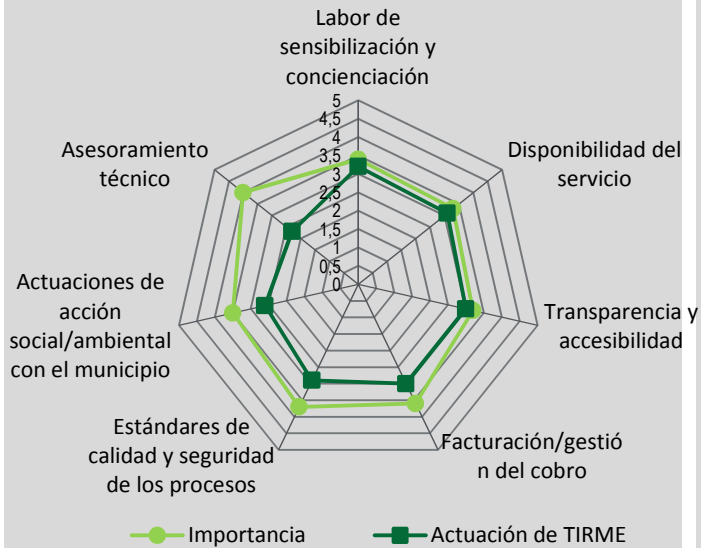 Labor de
sensibilización y
concienciación
5
4,5
4
3,5
3
2,5
2
1,5
1
0,5
0
Disponibilidad del
servicio
Transparencia y
accesibilidad
Facturación/gestió
n del cobro
Estándares de
calidad y seguridad
de los procesos
Actuaciones de
acción
social/ambiental
con el municipio
Asesoramiento
técnico
Importancia
Actuación de TIRME